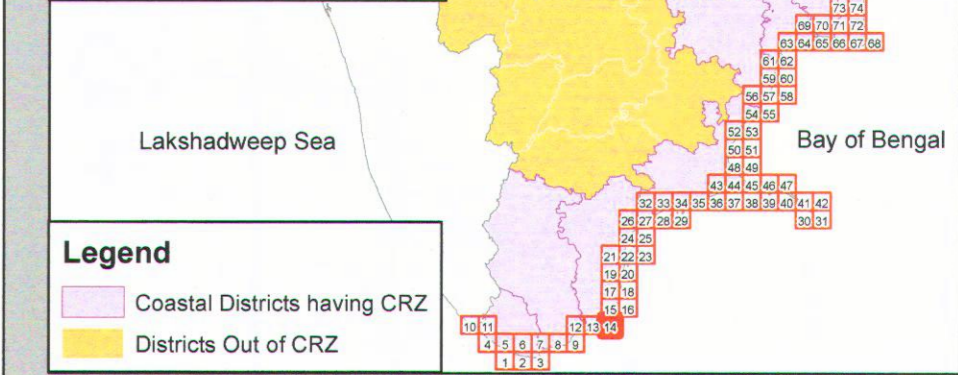 73 74
69 70 71 72
63 64 65 66 67 68
61 62
59 60
56 57 58
54 55
Lakshadweep Sea
52 53
Bay of Bengal
50 51
48 49
43 44 45 46 47
32 33 34 35 36 37 38 39 40 41 42
26 27 28 29 30 31
24 25
21 22 23
19 20
17 18
15 16
10 11 12 13 14
4 5 6 7 8 9
1 2 3
Legend
Coastal Districts having CRZ
Districts Out of CRZ